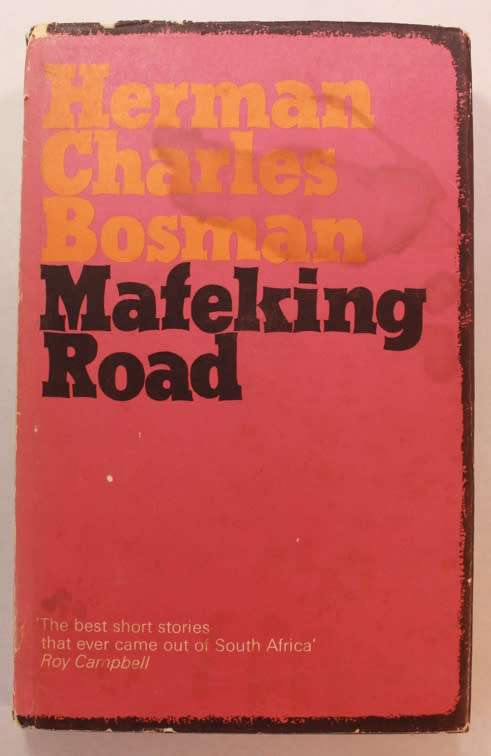 Herman
Charles
Bosman
Mafeking
Road
'The best short stories
that ever came out of South Africa'
Roy Campbell